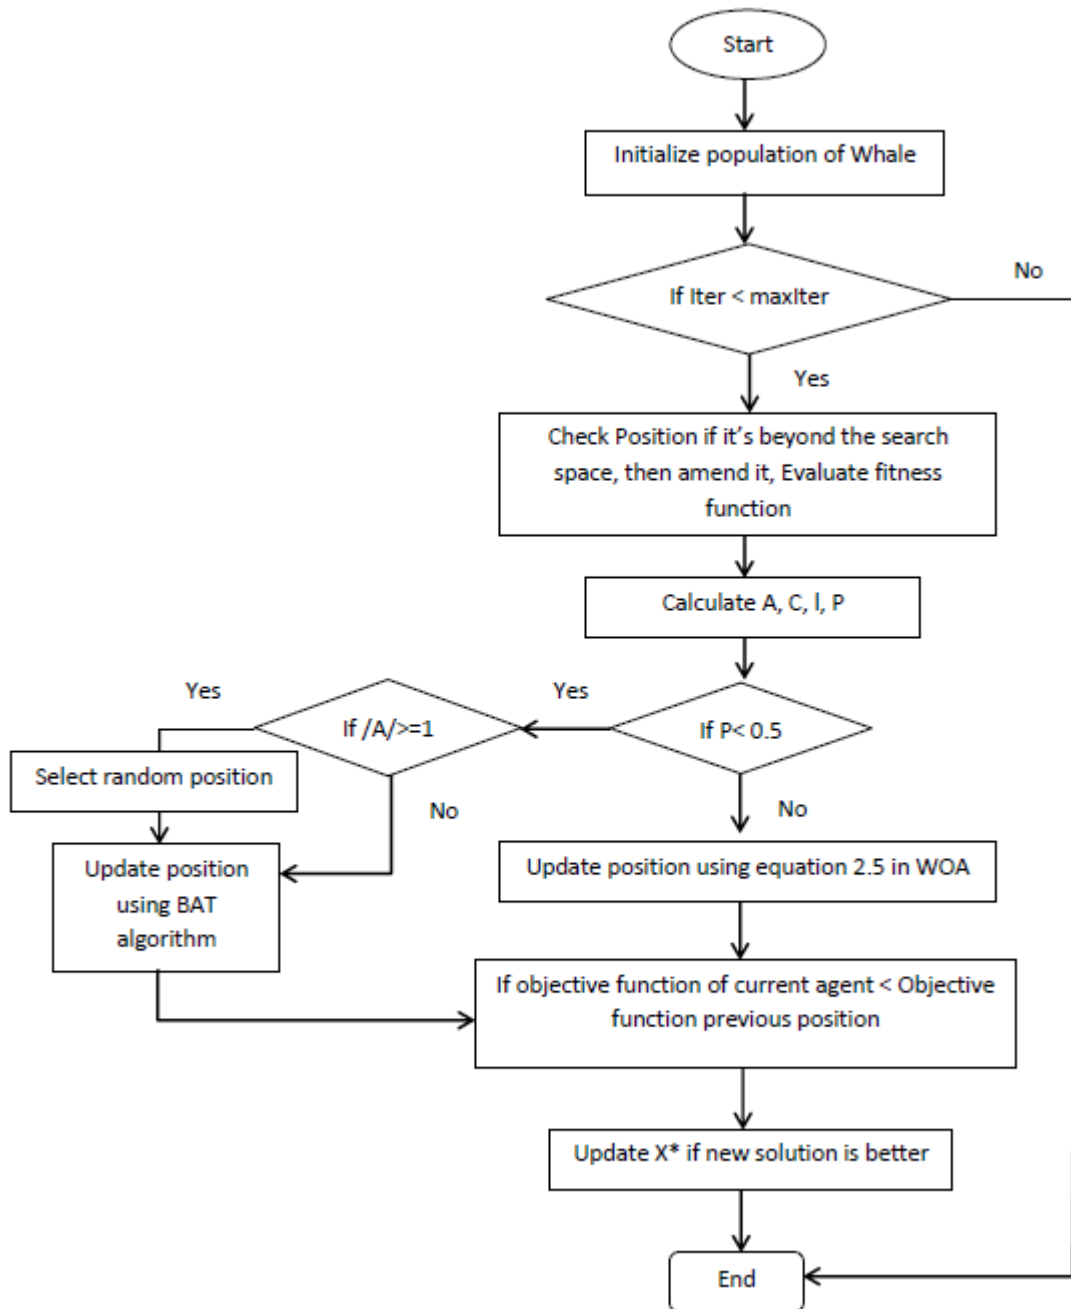 Start
Initialize population of Whale
If Iter < maxIter
No
Yes
Check Position if it’s beyond the search
space, then amend it, Evaluate fitness
function
Calculate A, C, l, P
Yes
If /A/>=1
Yes
If P< 0.5
Select random position
No
No
Update position
using BAT
algorithm
Update position using equation 2.5 in WOA
If objective function of current agent < Objective
function previous position
Update X* if new solution is better
End